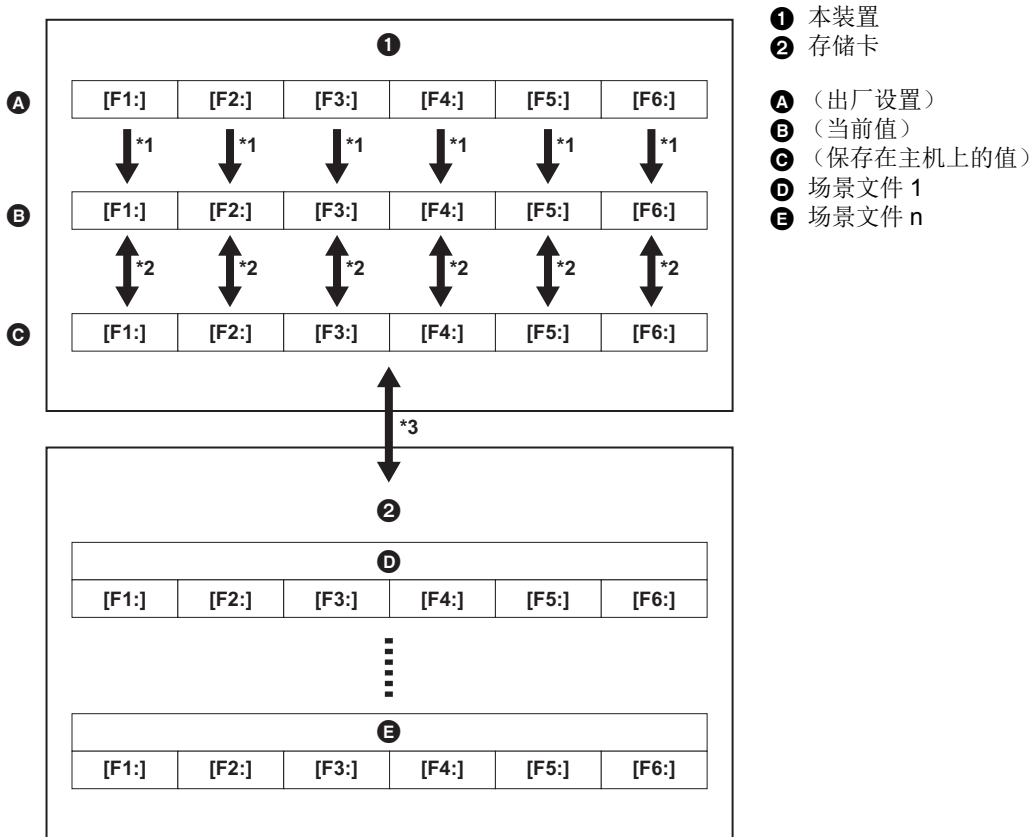 ❶
Ⓐ [F1:] [F2:] [F3:] [F4:] [F5:] [F6:]
*1 *1 *1 *1 *1 *1
Ⓑ [F1:] [F2:] [F3:] [F4:] [F5:] [F6:]
*2 *2 *2 *2 *2 *2
Ⓒ [F1:] [F2:] [F3:] [F4:] [F5:] [F6:]
*3
❷
Ⓓ
[F1:] [F2:] [F3:] [F4:] [F5:] [F6:]
Ⓔ
[F1:] [F2:] [F3:] [F4:] [F5:] [F6:]
❶ 本装置
❷ 存储卡
Ⓐ （出厂设置）
Ⓑ （当前值）
Ⓒ （保存在主机上的值）
Ⓓ 场景文件 1
Ⓔ 场景文件 n